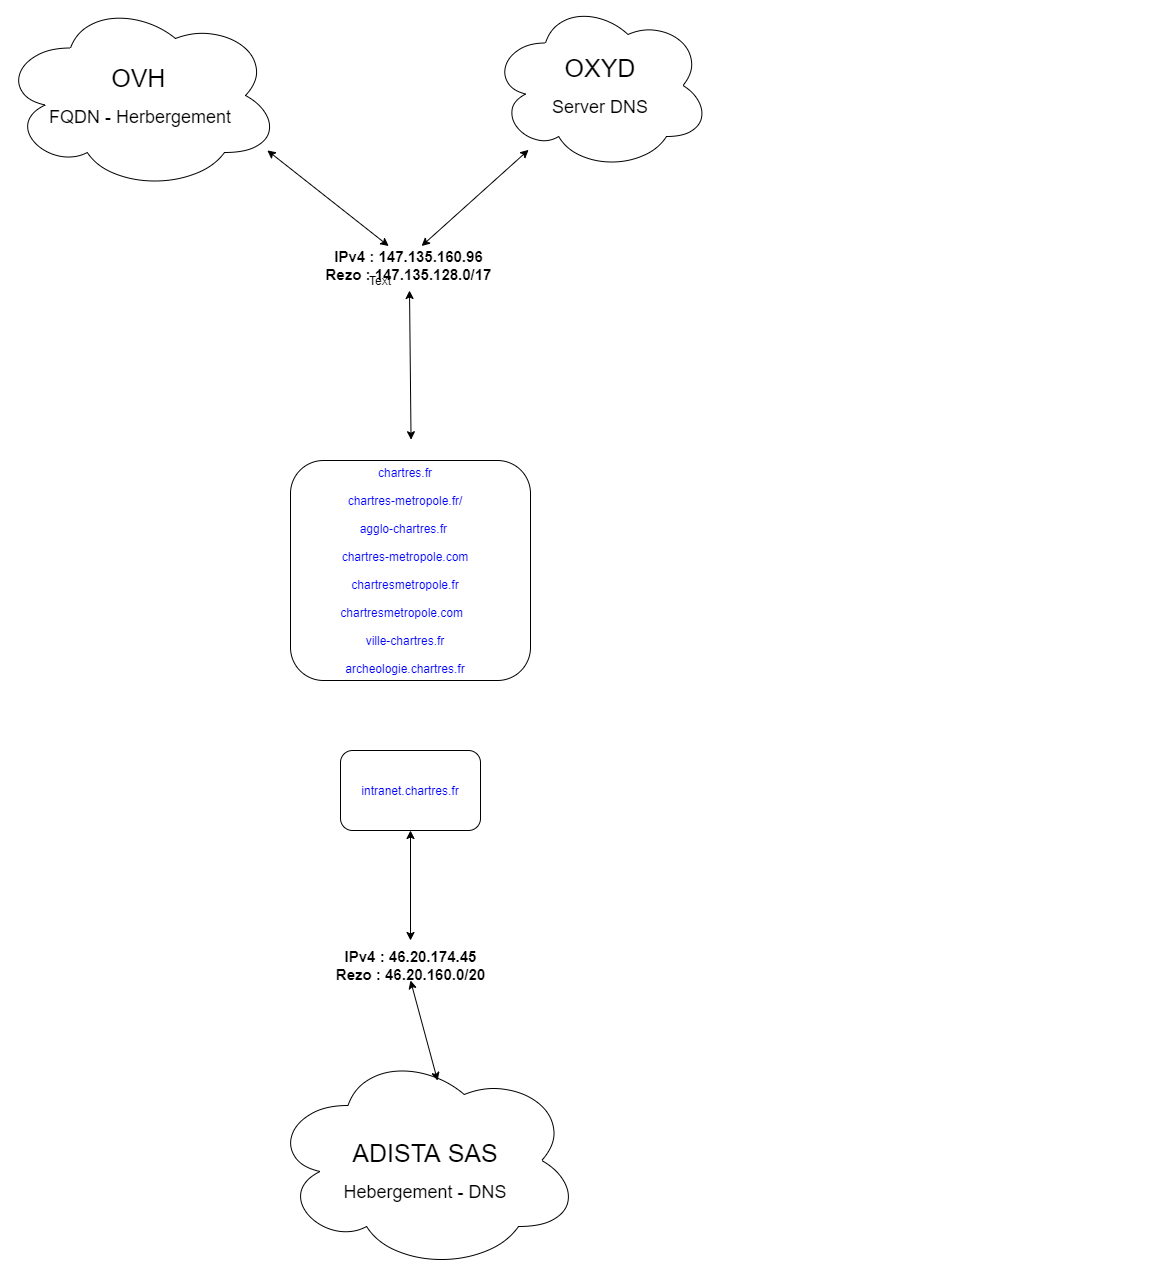 OVH
FQDN - Herbergement
OXYD
Server DNS
IPv4 : 147.135.160.96
Rezo : 147.135.128.0/17
Text
chartres.fr
chartres-metropole.fr/
agglo-chartres.fr
chartres-metropole.com
chartresmetropole.fr
chartresmetropole.com
ville-chartres.fr
archeologie.chartres.fr
intranet.chartres.fr
IPv4 : 46.20.174.45
Rezo : 46.20.160.0/20
ADISTA SAS
Hebergement - DNS